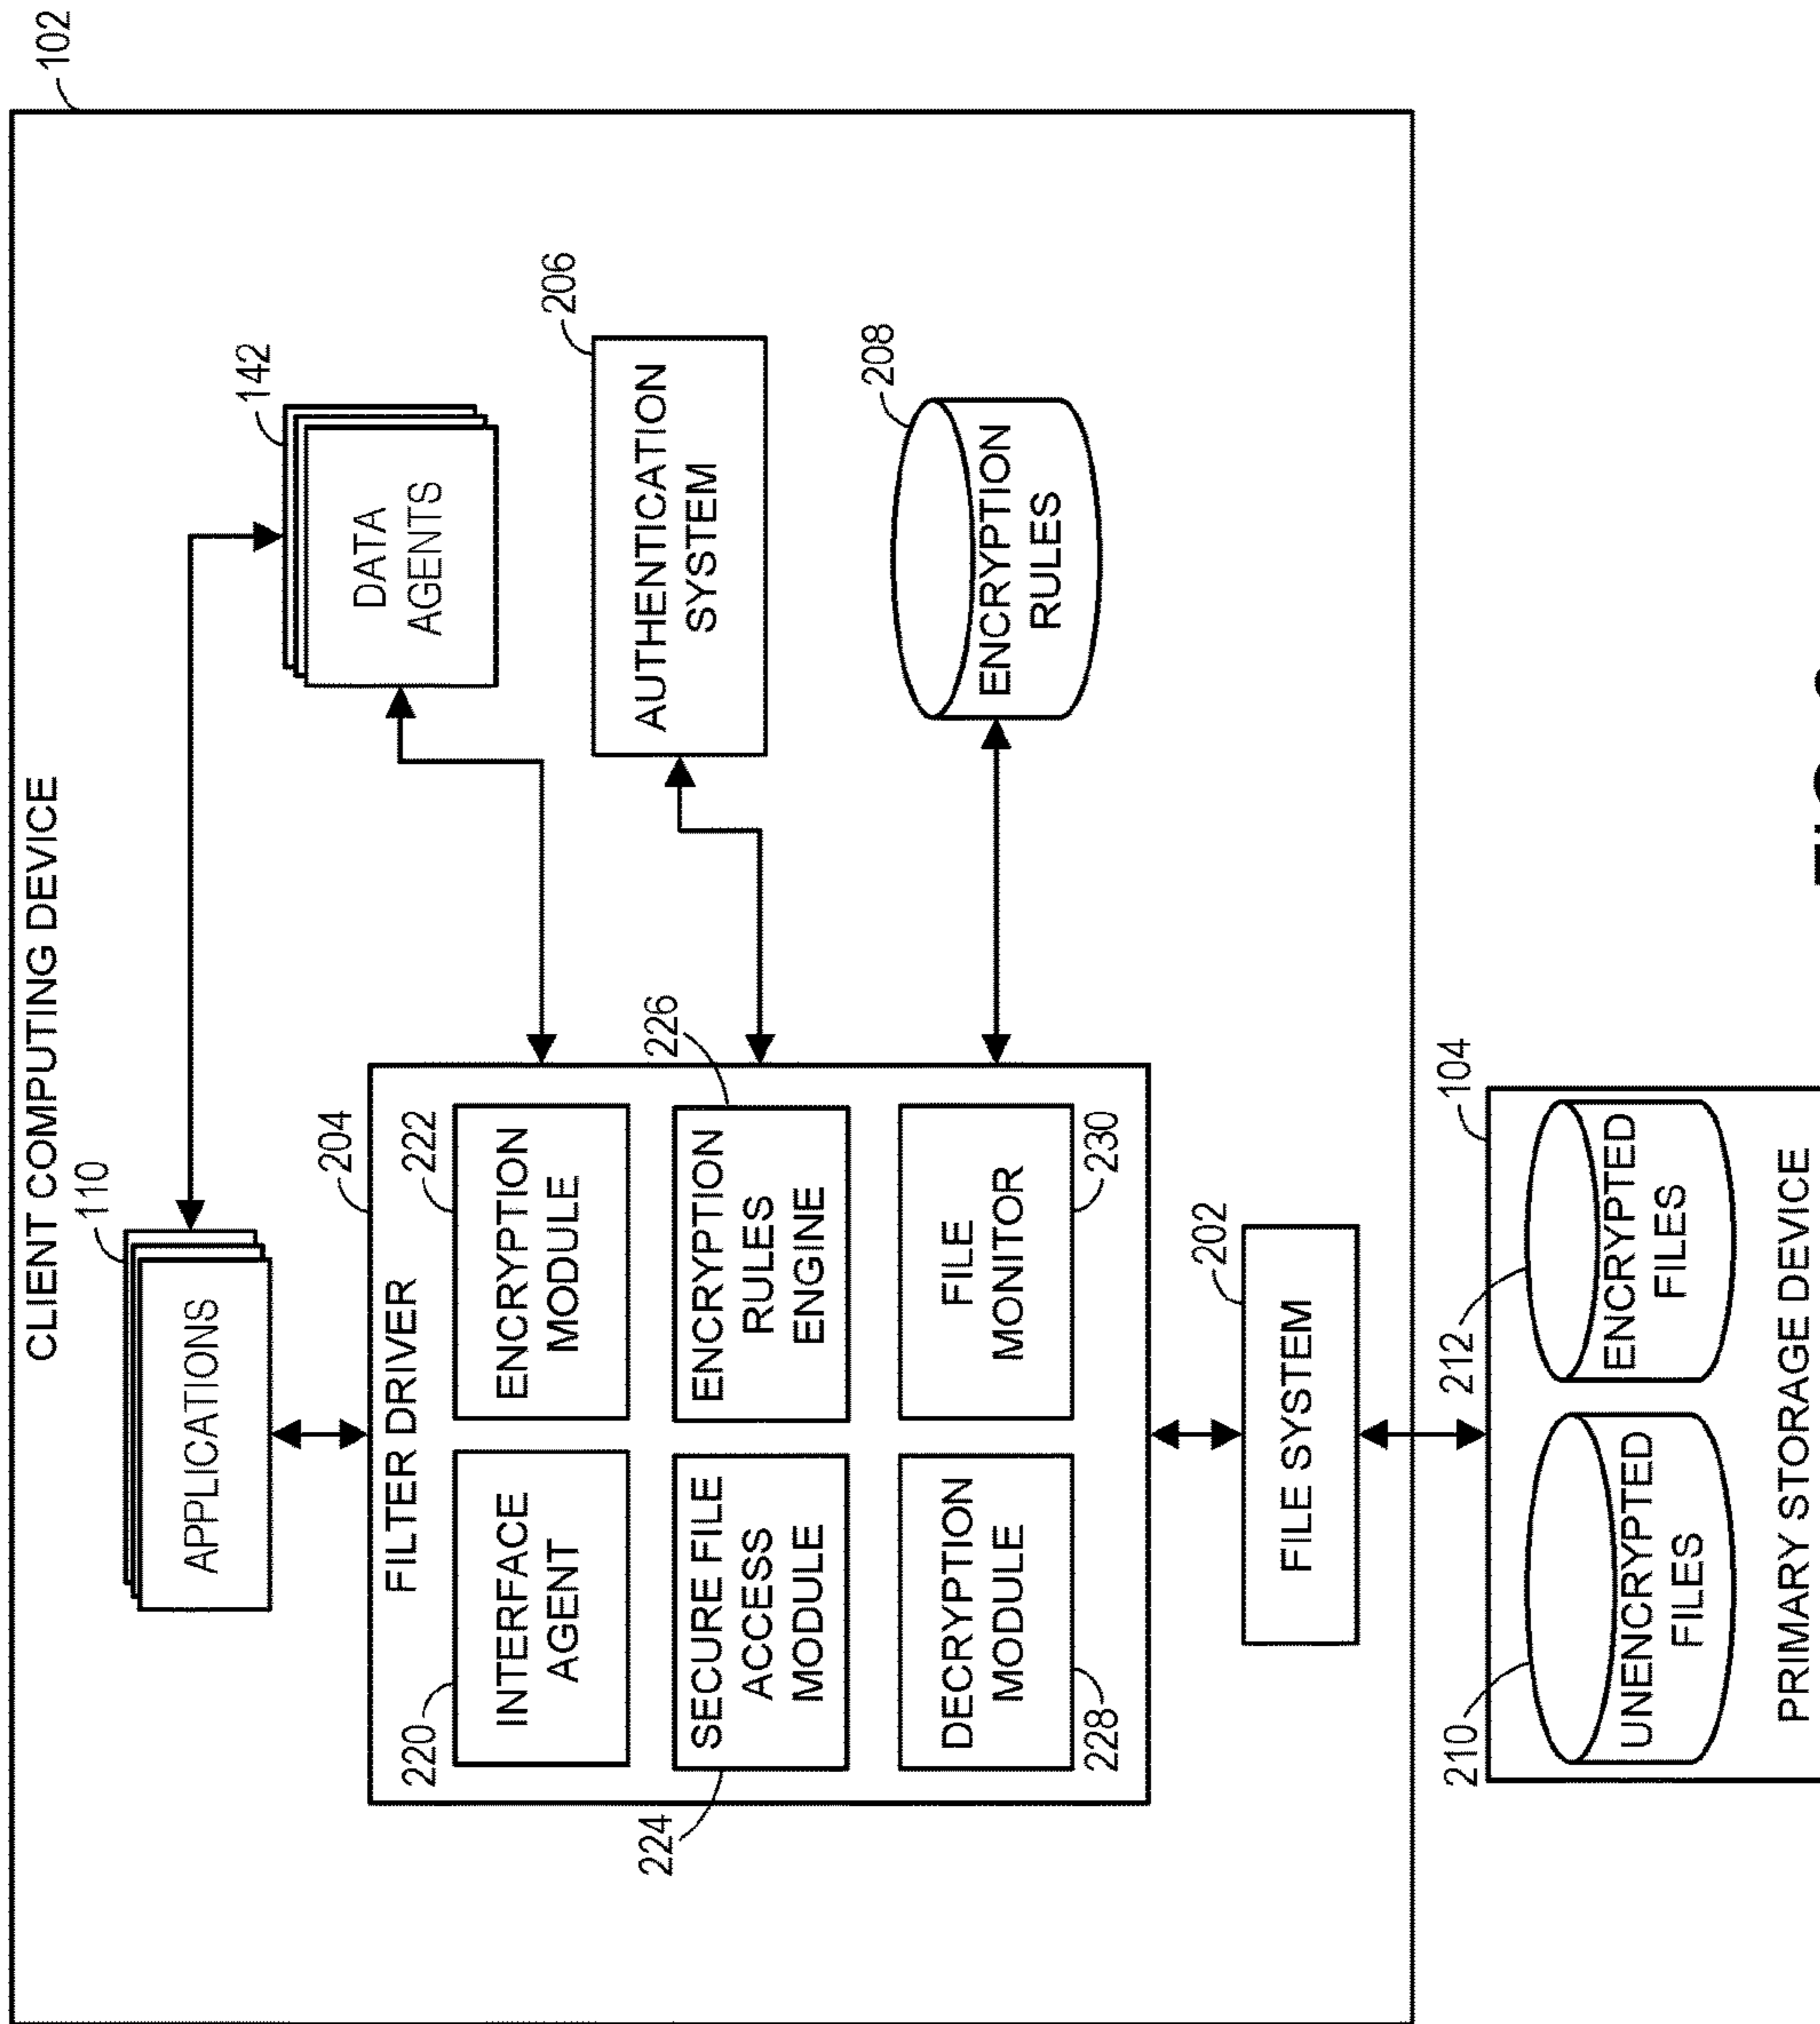 CLIENT COMPUTING DEVICE
102
110
APPLICATIONS
142
DATA
AGENTS
204
FILTER DRIVER
220
INTERFACE
AGENT
222
ENCRYPTION
MODULE
224
SECURE FILE
ACCESS
MODULE
226
ENCRYPTION
RULES
ENGINE
228
DECRYPTION
MODULE
230
FILE
MONITOR
206
AUTHENTICATION
SYSTEM
208
ENCRYPTION
RULES
202
FILE SYSTEM
104
210
UNENCRYPTED
FILES
212
ENCRYPTED
FILES
PRIMARY STORAGE DEVICE